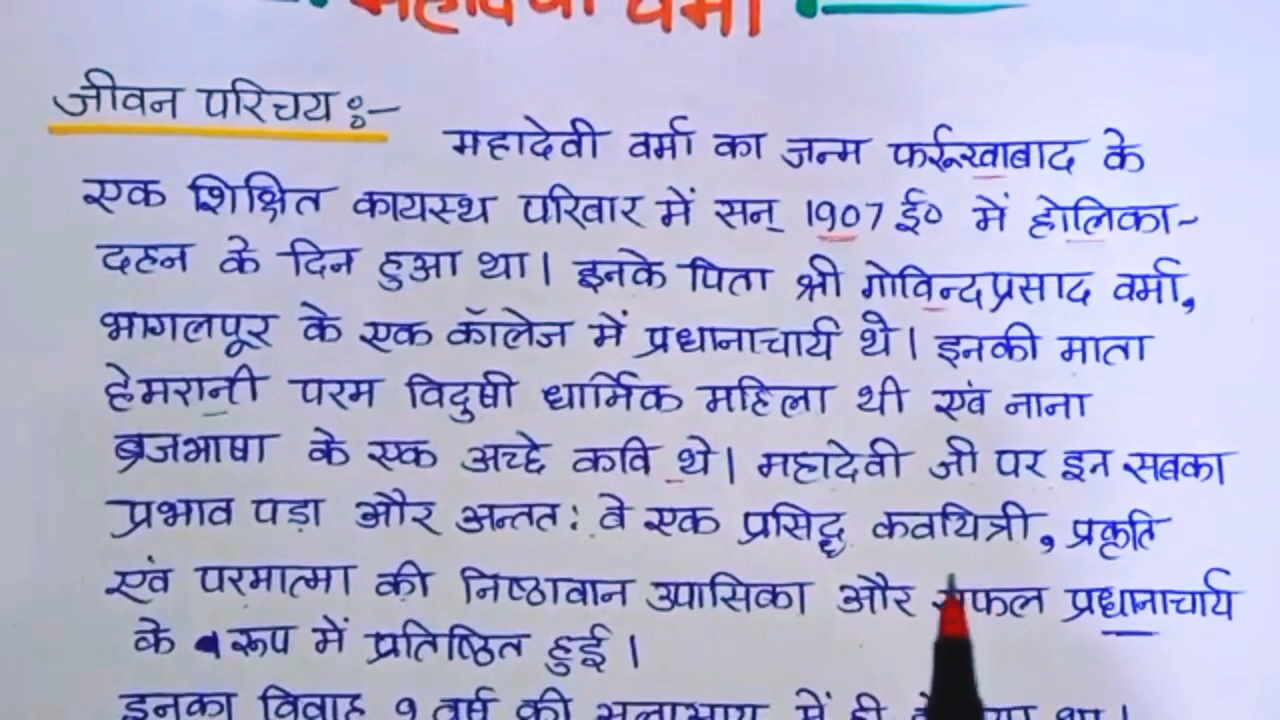 महादेवी वर्मा
जीवन परिचय :-
महादेवी वर्मा का जन्म फर्रूखाबाद के
एक शिक्षित कायस्थ परिवार में सन् 1907 ई० में होलिका-
दहन के दिन हुआ था। इनके पिता श्री गोविन्दप्रसाद वर्मा,
भागलपूर के एक कॉलेज में प्रधानाचार्य थे। इनकी माता
हेमरानी परम विदुषी धार्मिक महिला थी एवं नाना
ब्रजभाषा के एक अच्छे कवि थे। महादेवी जी पर इन सबका
प्रभाव पड़ा और अन्तत: वे एक प्रसिद्ध कवयित्री, प्रकृति
एवं परमात्मा की निष्ठावान उपासिका और सफल प्रधानाचार्य
के रूप में प्रतिष्ठित हुई।
इनका विवाह 9 वर्ष की में ही था।